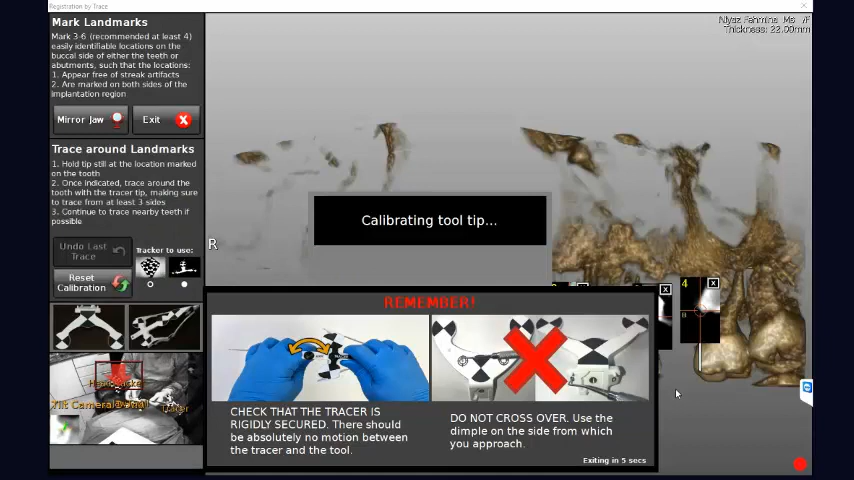 Registration by Trace
Mark Landmarks
Mark 3-6 (recommended at least 4)
easily identifiable locations on the
buccal side of either the teeth or
abutments, such that the locations:
1. Appear free of streak artifacts
2. Are marked on both sides of the
implantation region
Mirror Jaw
Exit
Trace around Landmarks
1. Hold tip still at the location marked
on the tooth
2. Once indicated, trace around the
tooth with the tracer tip, making sure
to trace from at least 3 sides
3. Continue to trace nearby teeth if
possible
Undo Last
Trace
Tracker to use:
Reset
Calibration
Tracer
Niyaz Fehmina Ms
Thickness: 22.00mm
R
Calibrating tool tip...
4
B
REMEMBER!
CHECK THAT THE TRACER IS
RIGIDLY SECURED. There should
be absolutely no motion between
the tracer and the tool.
DO NOT CROSS OVER. Use the
dimple on the side from which
you approach.
Exiting in 5 secs